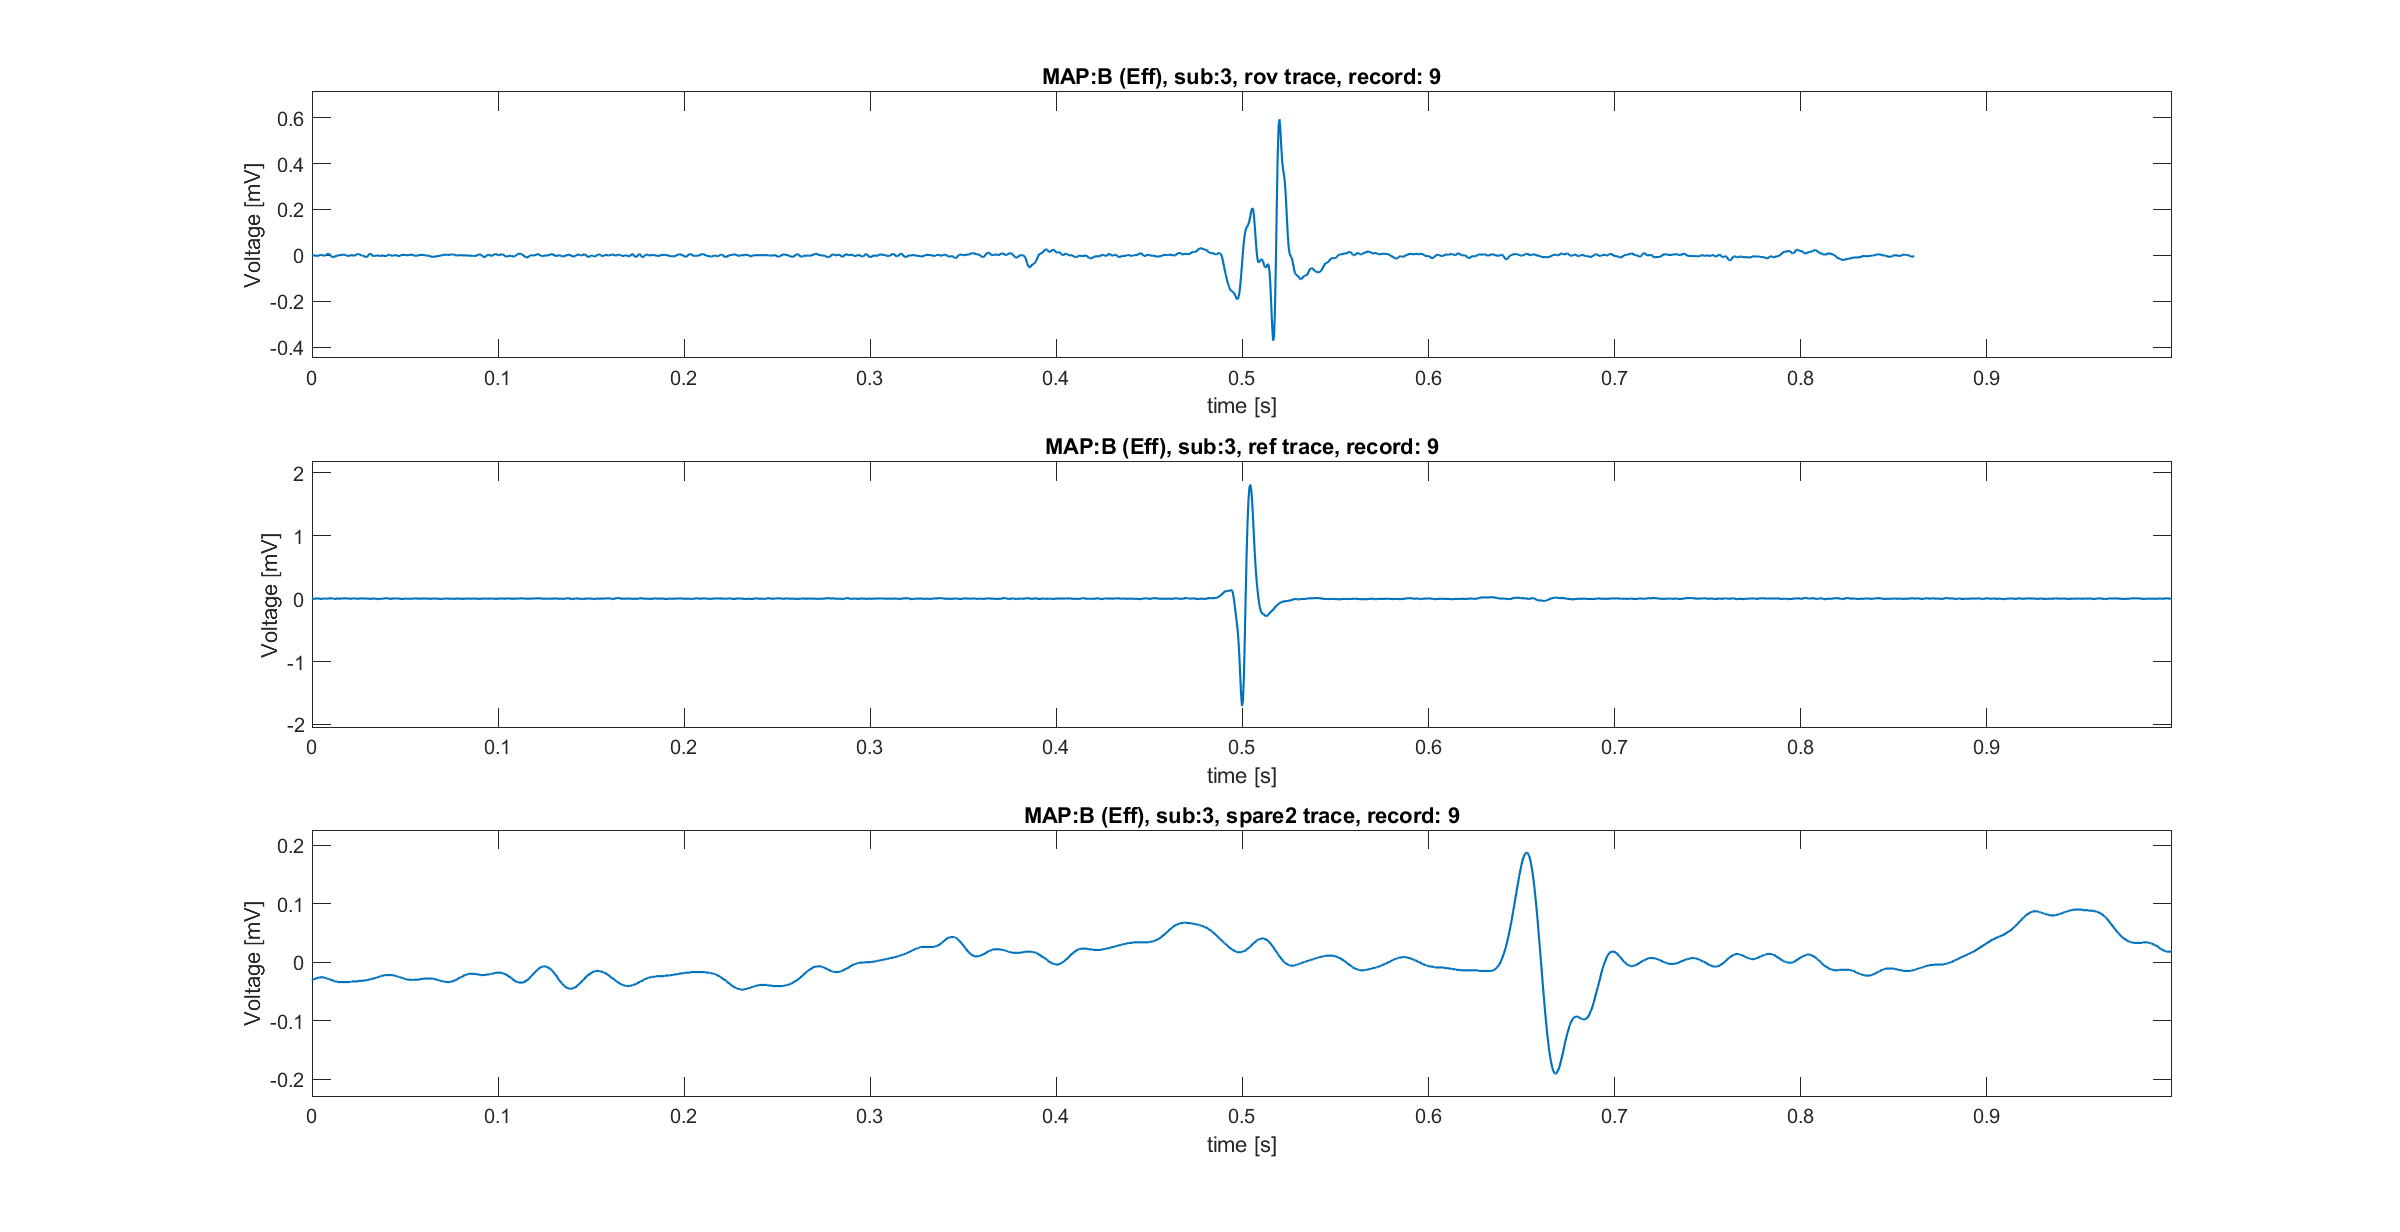 MAP:B (Eff), sub:3, rov trace, record: 9
Voltage [mV]
0.6
0.4
0.2
0
-0.2
-0.4
0 0.1 0.2 0.3 0.4 0.5 0.6 0.7 0.8 0.9
time [s]
MAP:B (Eff), sub:3, ref trace, record: 9
Voltage [mV]
2
1
0
-1
-2
0 0.1 0.2 0.3 0.4 0.5 0.6 0.7 0.8 0.9
time [s]
MAP:B (Eff), sub:3, spare2 trace, record: 9
Voltage [mV]
0.2
0.1
0
-0.1
-0.2
0 0.1 0.2 0.3 0.4 0.5 0.6 0.7 0.8 0.9
time [s]